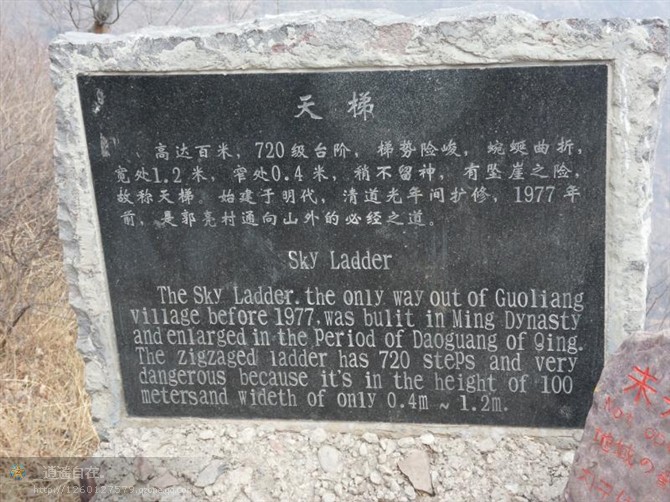 天梯
、高达百米，720级台阶，梯势险峻，蜿蜒曲折，
宽处1.2米，窄处0.4米，稍不留神，有坠崖之险，
故称天梯 始建于明代，清道光年间扩修，1977年
前，是郭亮村通向山外的必经之道。
Sky Ladder
The Sky Ladder.the only way out of Guoliang
village before 1977,was bulit in Ming Dynasty
and enlarged in the Period of Daoguang of Qing.
The zigzaged ladder has 720 steps and very
dangerous because it's in the height of 100
metersand wideth of only 0.4m ~ 1.2m.
未
逍遥自在